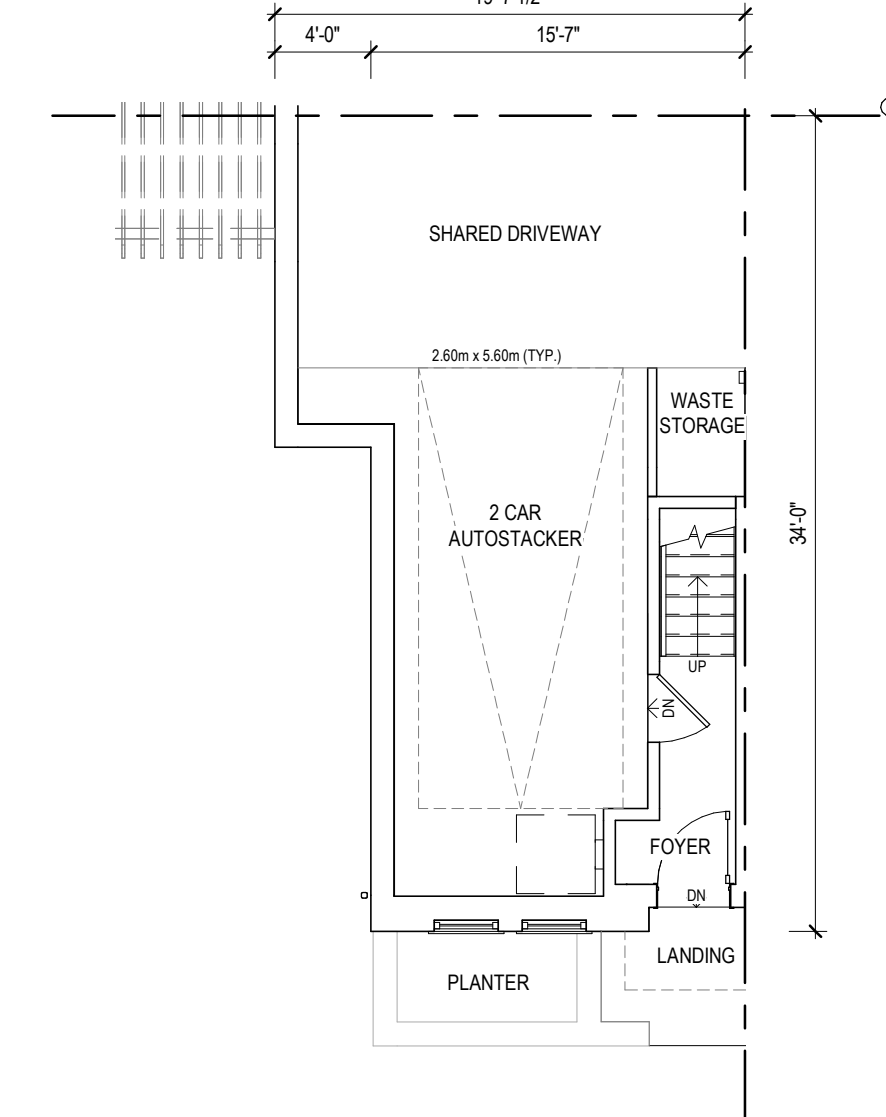 4'-0"
15'-7"
SHARED DRIVEWAY
2.60m x 5.60m (TYP.)
WASTE
STORAGE
2 CAR
AUTOSTACKER
34'-0"
UP
DN
FOYER
DN
LANDING
PLANTER